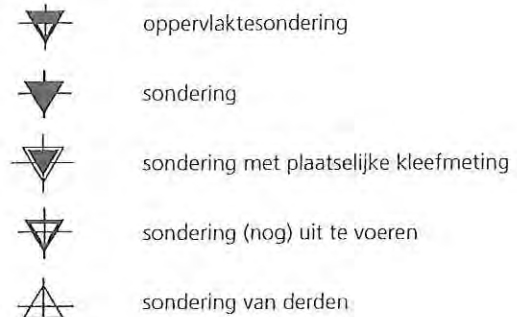 oppervlaktesondering
sondering
sondering met plaatselijke kleefmeting
sondering (nog) uit te voeren
sondering van derden